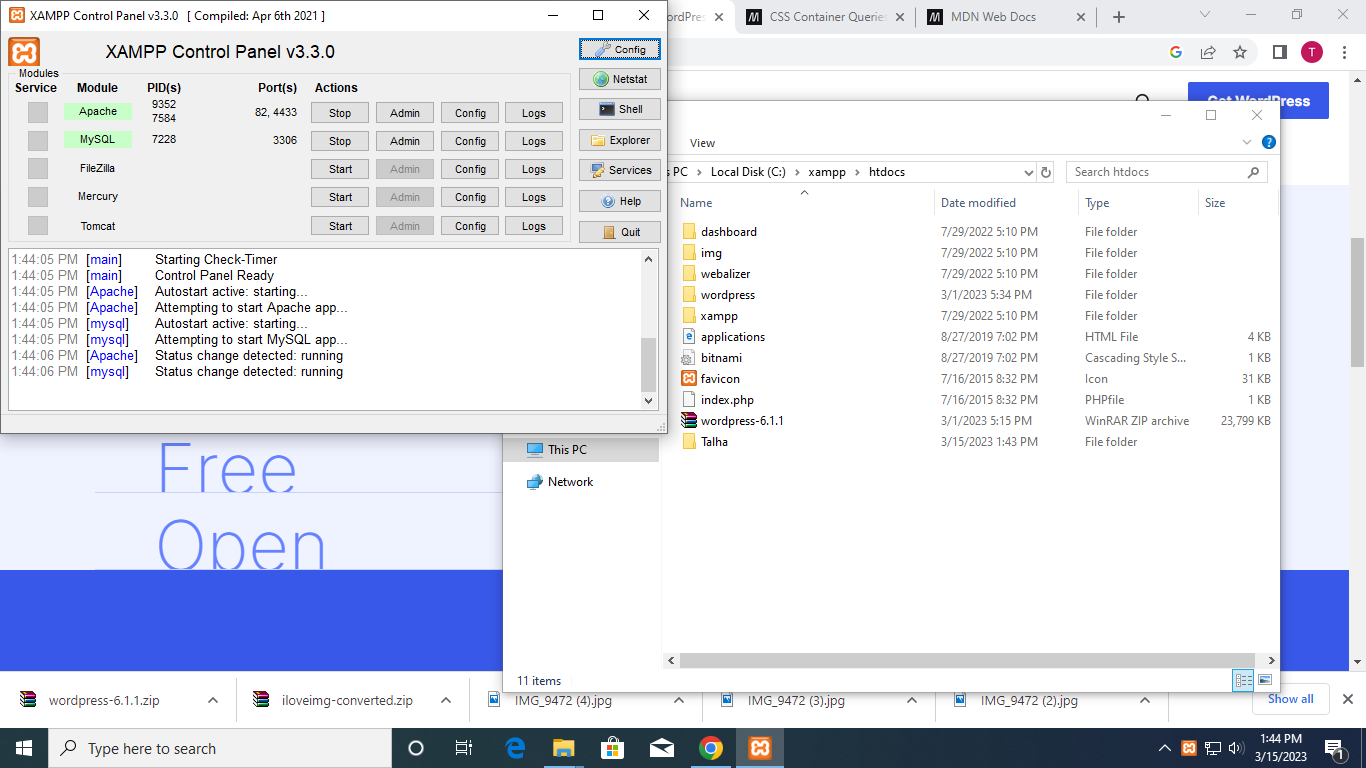 XAMPP Control Panel v3.3.0 [ Compiled: Apr 6th 2021 ]
XAMPP Control Panel v3.3.0
Config
Modules
Service Module PID(s) Port(s) Actions
Netstat
Apache 9352 7584 82, 4433 Stop Admin Config Logs
Shell
MySQL 7228 3306 Stop Admin Config Logs
Explorer
FileZilla Start Admin Config Logs
Services
Mercury Start Admin Config Logs
Help
Tomcat Start Admin Config Logs
Quit
1:44:05 PM [main] Starting Check-Timer
1:44:05 PM [main] Control Panel Ready
1:44:05 PM [Apache] Autostart active: starting...
1:44:05 PM [Apache] Attempting to start Apache app...
1:44:05 PM [mysql] Autostart active: starting...
1:44:05 PM [mysql] Attempting to start MySQL app...
1:44:06 PM [Apache] Status change detected: running
1:44:06 PM [mysql] Status change detected: running
CSS Container Querie
MDN Web Docs
T
Get WordPress
View
PC > Local Disk (C:) > xampp > htdocs
Search htdocs
Name Date modified Type Size
dashboard 7/29/2022 5:10 PM File folder
img 7/29/2022 5:10 PM File folder
webalizer 7/29/2022 5:10 PM File folder
wordpress 3/1/2023 5:34 PM File folder
xampp 7/29/2022 5:10 PM File folder
applications 8/27/2019 7:02 PM HTML File 4 KB
bitnami 8/27/2019 7:02 PM Cascading Style S... 1 KB
favicon 7/16/2015 8:32 PM Icon 31 KB
index.php 7/16/2015 8:32 PM PHPfile 1 KB
wordpress-6.1.1 3/1/2023 5:15 PM WinRAR ZIP archive 23,799 KB
Talha 3/15/2023 1:43 PM File folder
This PC
Network
11 items
Free
Open
wordpress-6.1.1.zip
iloveimg-converted.zip
IMG_9472 (4).jpg
IMG_9472 (3).jpg
IMG_9472 (2).jpg
Show all
Type here to search
1:44 PM
3/15/2023
1